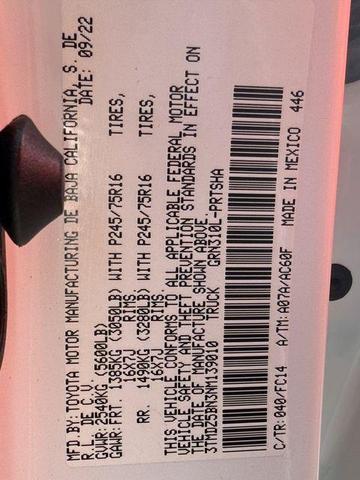 MFD.BY:TOYOTA MOTOR MANUFACTURING DE BAJA CALIFORNIA, S. DE
R.L. DE C.V. 09/22
GVWR: 2540KG (5600LB)
GAWR:FRT. 1385KG (3050LB) WITH P245/75R16 TIRES,
16X7J RIMS
RR. 1490KG (3280LB) WITH P245/75R16 TIRES,
16X7J RIMS
THIS VEHICLE CONFORMS TO ALL APPLICABLE FEDERAL MOTOR
VEHICLE SAFETY AND THEFT PREVENTION STANDARDS IN EFFECT ON
THE DATE OF MANUFACTURE SHOWN ABOVE.
3TMDZ5BN3NM139010 TRUCK GRN310L-PRTSHA
C/TR:040/FC14 A/TM:A07A/AC60F MADE IN MEXICO 446